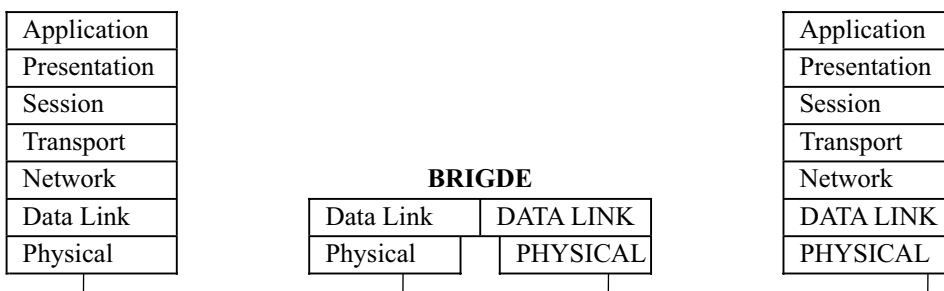 Application
Presentation
Session
Transport
Network
Data Link
Physical
BRIGDE
Data Link
DATA LINK
Physical
PHYSICAL
Application
Presentation
Session
Transport
Network
DATA LINK
PHYSICAL